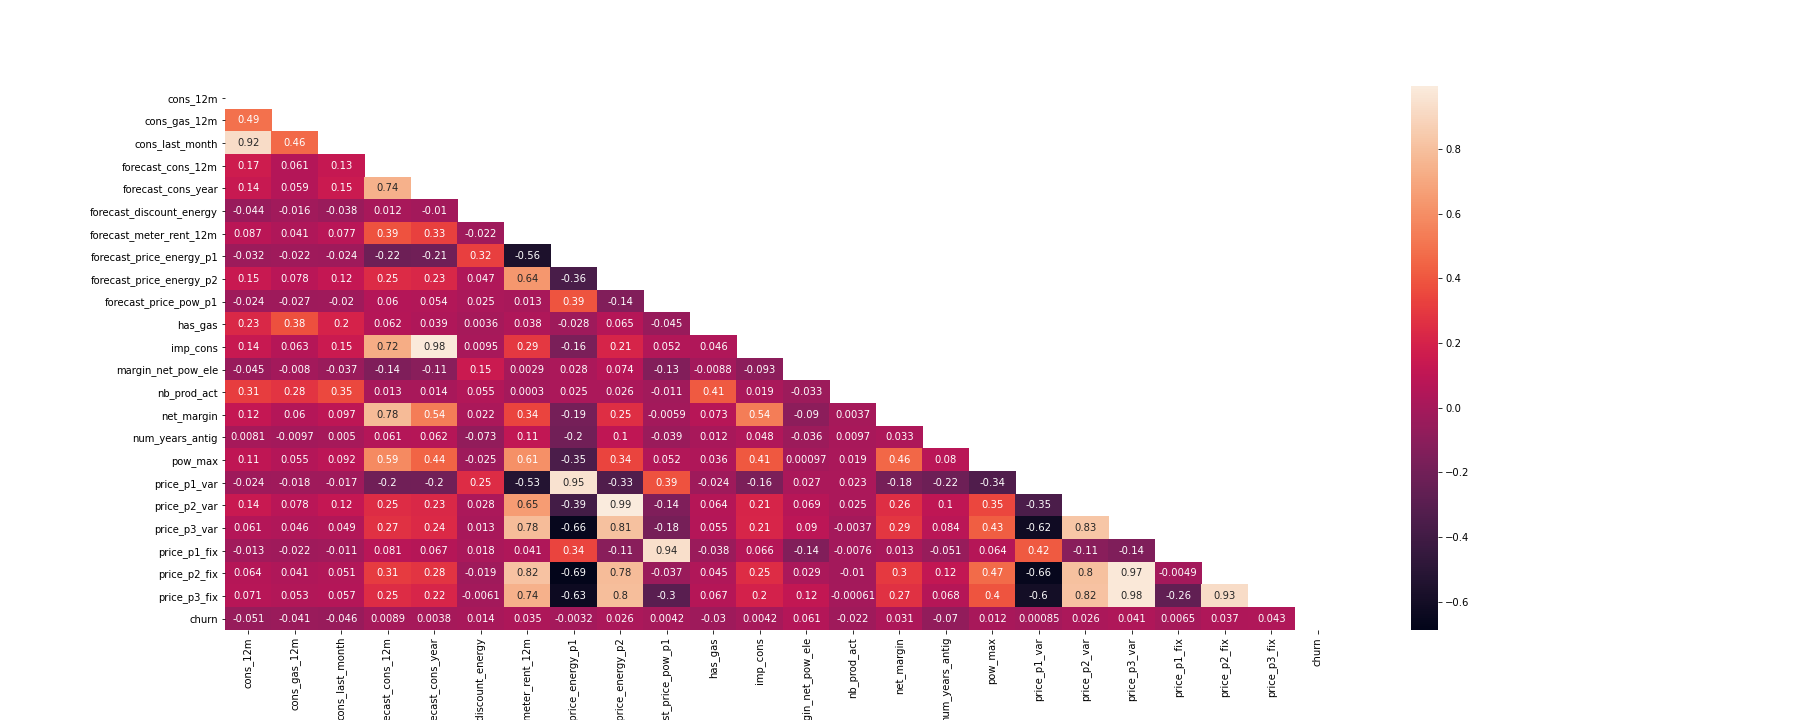 cons_12m
cons_gas_12m 0.49
cons_last_month 0.92 0.46
forecast_cons_12m 0.17 0.061 0.13
forecast_cons_year 0.14 0.059 0.15 0.74
forecast_discount_energy -0.044 -0.016 -0.038 0.012 -0.01
forecast_meter_rent_12m 0.087 0.041 0.077 0.39 0.33 -0.022
forecast_price_energy_p1 -0.032 -0.022 -0.024 -0.22 -0.21 0.32 -0.56
forecast_price_energy_p2 0.15 0.078 0.12 0.25 0.23 0.047 0.64 -0.36
forecast_price_pow_p1 -0.024 -0.027 -0.02 0.06 0.054 0.025 0.013 0.39 -0.14
has_gas 0.23 0.38 0.2 0.062 0.039 0.0036 0.038 -0.028 0.065 -0.045
imp_cons 0.14 0.063 0.15 0.72 0.98 0.0095 0.29 -0.16 0.21 0.052 0.046
margin_net_pow_ele -0.045 -0.008 -0.037 -0.14 -0.11 0.15 0.0029 0.028 0.074 -0.13 -0.0088 -0.093
nb_prod_act 0.31 0.28 0.35 0.013 0.014 0.055 0.0003 0.025 0.026 -0.011 0.41 0.019 -0.033
net_margin 0.12 0.06 0.097 0.78 0.54 0.022 0.34 -0.19 0.25 -0.0059 0.073 0.54 -0.09 0.0037
num_years_antig 0.0081 -0.0097 0.005 0.061 0.062 -0.073 0.11 -0.2 0.1 -0.039 0.012 0.048 -0.036 0.0097 0.033
pow_max 0.11 0.055 0.092 0.59 0.44 -0.025 0.61 -0.35 0.34 0.052 0.036 0.41 0.00097 0.019 0.46 0.08
price_p1_var -0.024 -0.018 -0.017 -0.2 -0.2 0.25 -0.53 0.95 -0.33 0.39 -0.024 -0.16 0.027 0.023 -0.18 -0.22 -0.34
price_p2_var 0.14 0.078 0.12 0.25 0.23 0.028 0.65 -0.39 0.99 -0.14 0.064 0.21 0.069 0.025 0.26 0.1 0.35 -0.35
price_p3_var 0.061 0.046 0.049 0.27 0.24 0.013 0.78 -0.66 0.81 -0.18 0.055 0.21 0.09 -0.0037 0.29 0.084 0.43 -0.62 0.83
price_p1_fix -0.013 -0.022 -0.011 0.081 0.067 0.018 0.041 0.34 -0.11 0.94 -0.038 0.066 -0.14 -0.0076 0.013 -0.051 0.064 0.42 -0.11 -0.14
price_p2_fix 0.064 0.041 0.051 0.31 0.28 -0.019 0.82 -0.69 0.78 -0.037 0.045 0.25 0.029 -0.01 0.3 0.12 0.47 -0.66 0.8 0.97 -0.0049
price_p3_fix 0.071 0.053 0.057 0.25 0.22 -0.0061 0.74 -0.63 0.8 -0.3 0.067 0.2 0.12 -0.00061 0.27 0.068 0.4 -0.6 0.82 0.98 -0.26 0.93
churn -0.051 -0.041 -0.046 0.0089 0.0038 0.014 0.035 -0.0032 0.026 0.0042 -0.03 0.0042 0.061 -0.022 0.031 -0.07 0.012 0.00085 0.026 0.041 0.0065 0.037 0.043
cons_12m
cons_gas_12m
cons_last_month
ecast_cons_12m
ecast_cons_year
discount_energy
meter_rent_12m
price_energy_p1
price_energy_p2
st_price_pow_p1
has_gas
imp_cons
gin_net_pow_ele
nb_prod_act
net_margin
num_years_antig
pow_max
price_p1_var
price_p2_var
price_p3_var
price_p1_fix
price_p2_fix
price_p3_fix
churn
0.8
0.6
0.4
0.2
0.0
-0.2
-0.4
-0.6